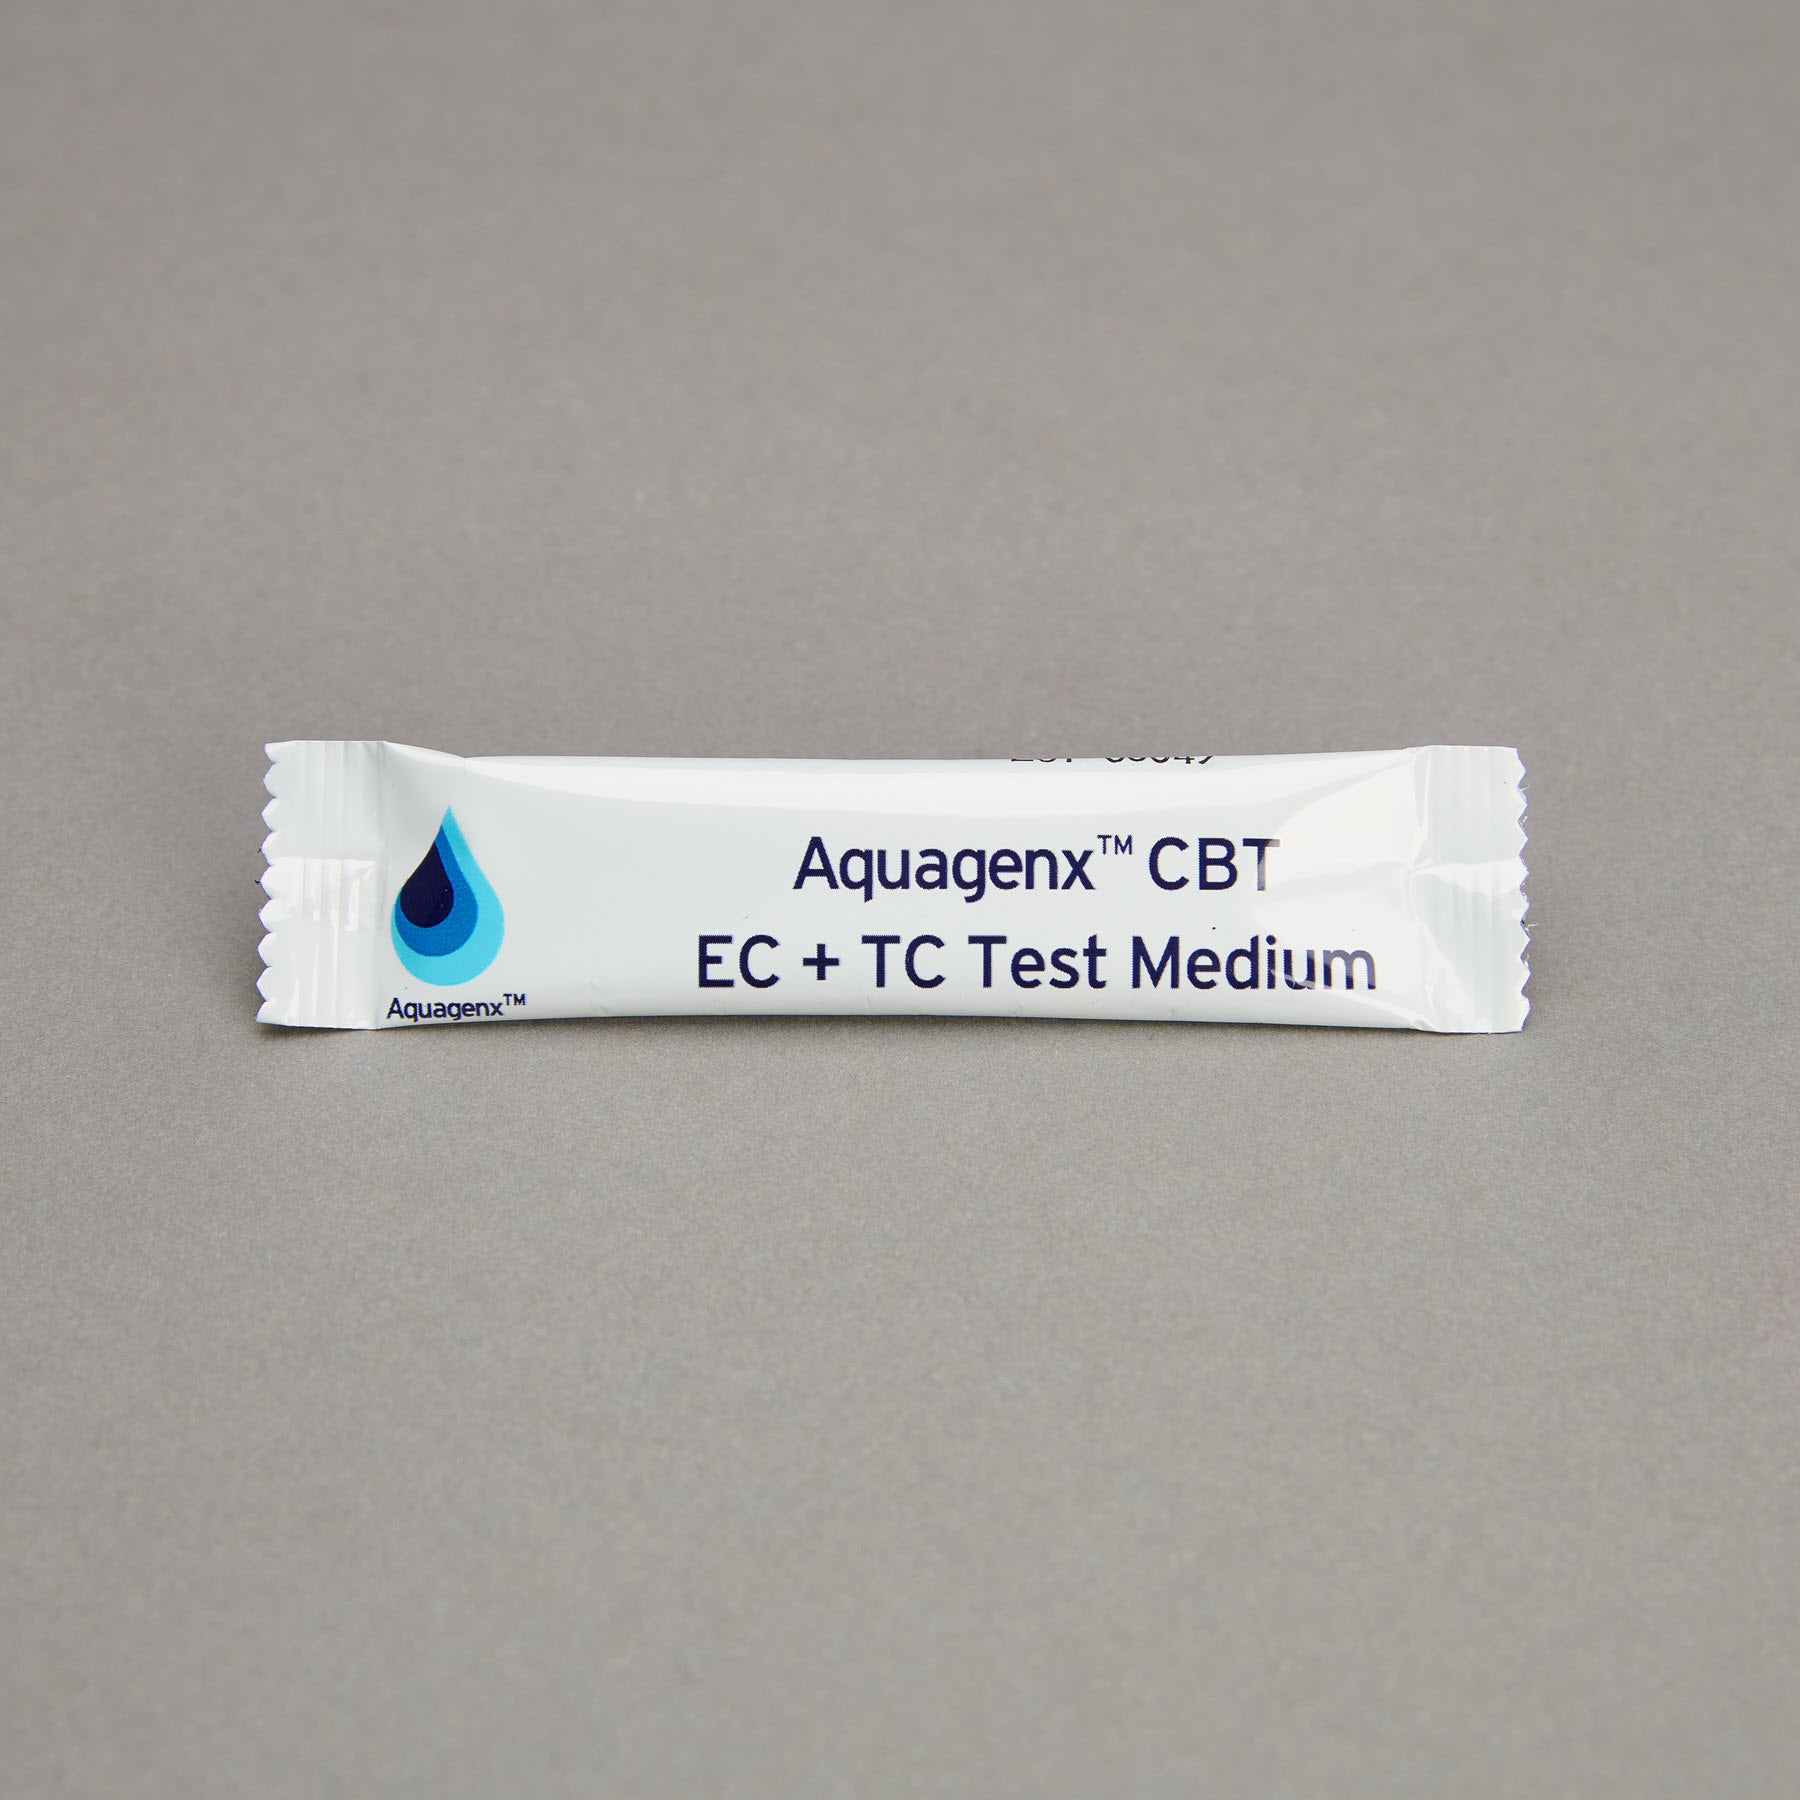 Aquagenx™ CBT
EC + TC Test Medium
Aquagenx™